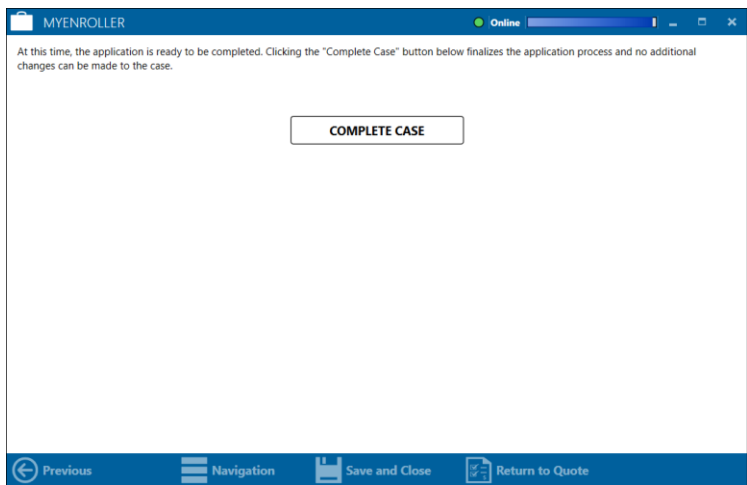 MYENROLLER
Online
At this time, the application is ready to be completed. Clicking the "Complete Case" button below finalizes the application process and no additional
changes can be made to the case.
COMPLETE CASE
Previous
Navigation
Save and Close
Return to Quote